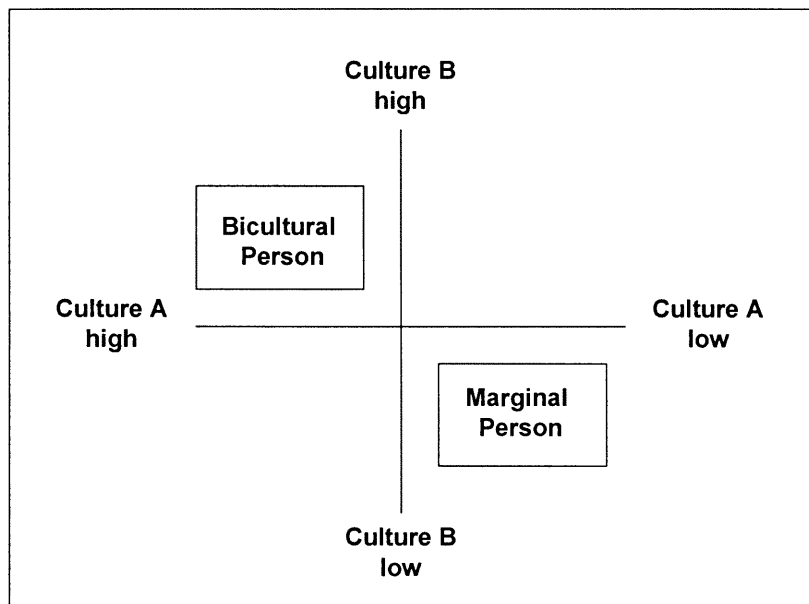 Culture B
high
Bicultural
Person
Culture A
high
Culture A
low
Marginal
Person
Culture B
low